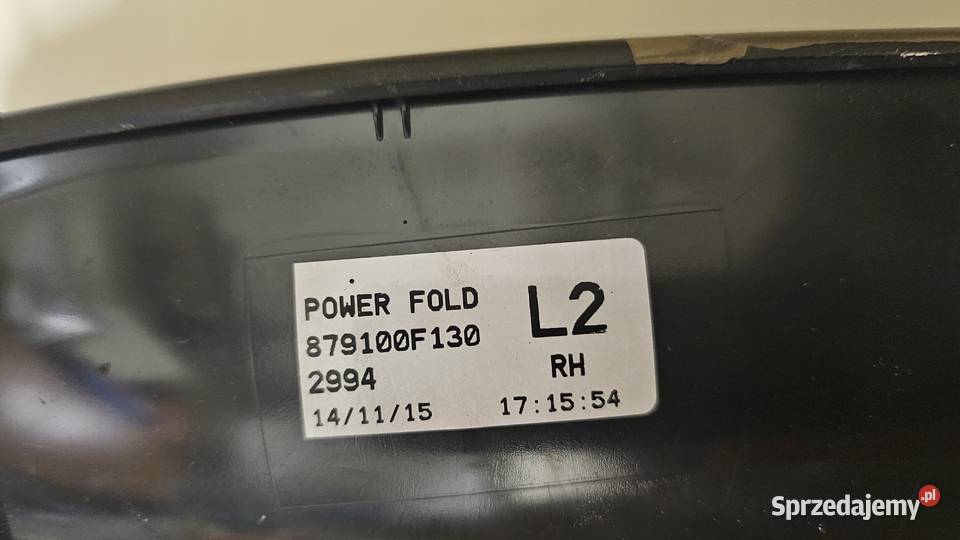 POWER FOLD
879100F130
2994
14/11/15
L2
RH
17:15:54
Sprzedajemy.pl